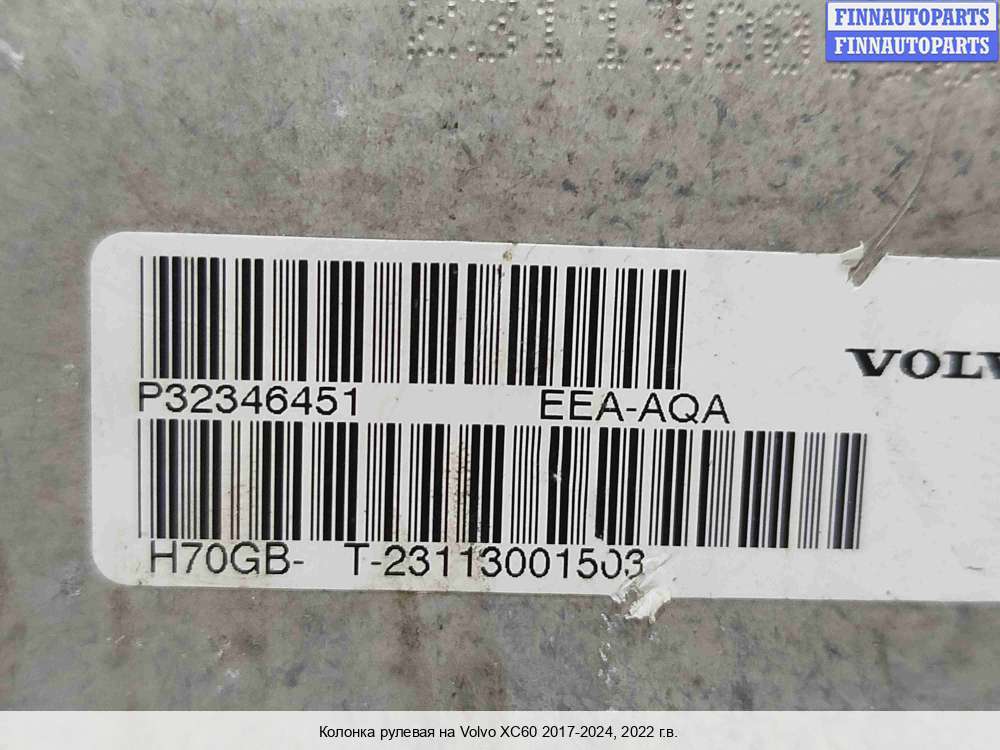 FINNAUTOPARTS
FINNAUTOPARTS
P32346451 EEA-AQA
VOLV
H70GB- T-23113001503
Колонка рулевая на Volvo XC60 2017-2024, 2022 г.в.